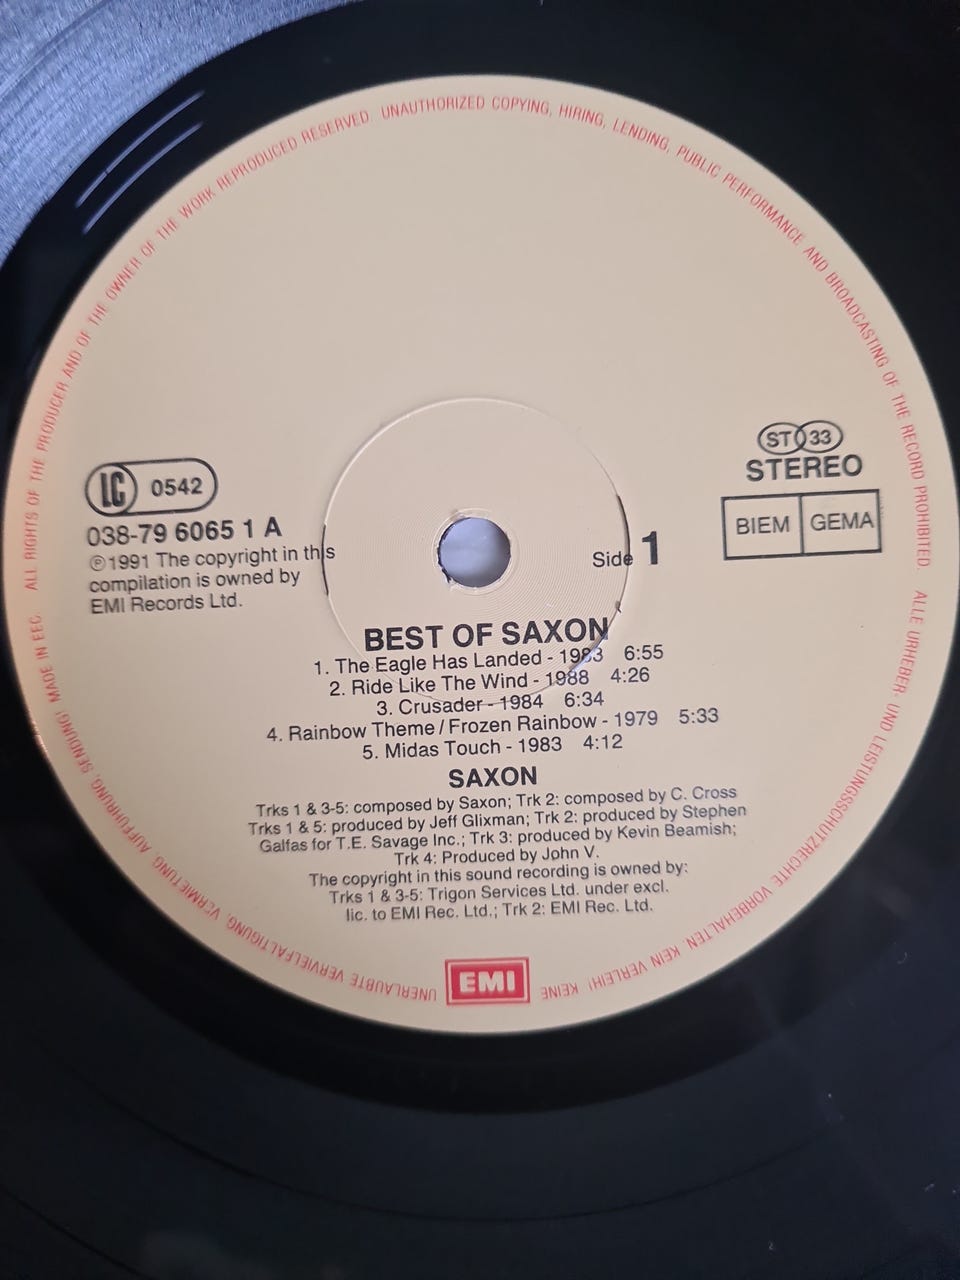 ALL RIGHTS OF THE PRODUCER AND OF THE OWNER OF THE WORK REPRODUCED RESERVED. UNAUTHORIZED COPYING, HIRING, LENDING, PUBLIC PERFORMANCE AND BROADCASTING OF THE RECORD PROHIBITED.
ALLE URHEBER- UND LEISTUNGSSCHUTZRECHTE VORBEHALTEN KEIN VERLEIH! KEINE
UNERLAUBTE VERVIELFÄLTIGUNG, VERMIETUNG, AUFFÜHRUNG, SENDUNG! MADE IN EEC
LC 0542
038-79 6065 1 A
℗1991 The copyright in this
compilation is owned by
EMI Records Ltd.
ST 33
STEREO
BIEM GEMA
Side 1
BEST OF SAXON
1. The Eagle Has Landed - 1983 6:55
2. Ride Like The Wind - 1988 4:26
3. Crusader - 1984 6:34
4. Rainbow Theme / Frozen Rainbow - 1979 5:33
5. Midas Touch - 1983 4:12
SAXON
Trks 1 & 3-5: composed by Saxon; Trk 2: composed by C. Cross
Trks 1 & 5: produced by Jeff Glixman; Trk 2: produced by Stephen
Galfas for T.E. Savage Inc.; Trk 3: produced by Kevin Beamish;
Trk 4: Produced by John V.
The copyright in this sound recording is owned by:
Trks 1 & 3-5: Trigon Services Ltd. under excl.
lic. to EMI Rec. Ltd.; Trk 2: EMI Rec. Ltd.
EMI